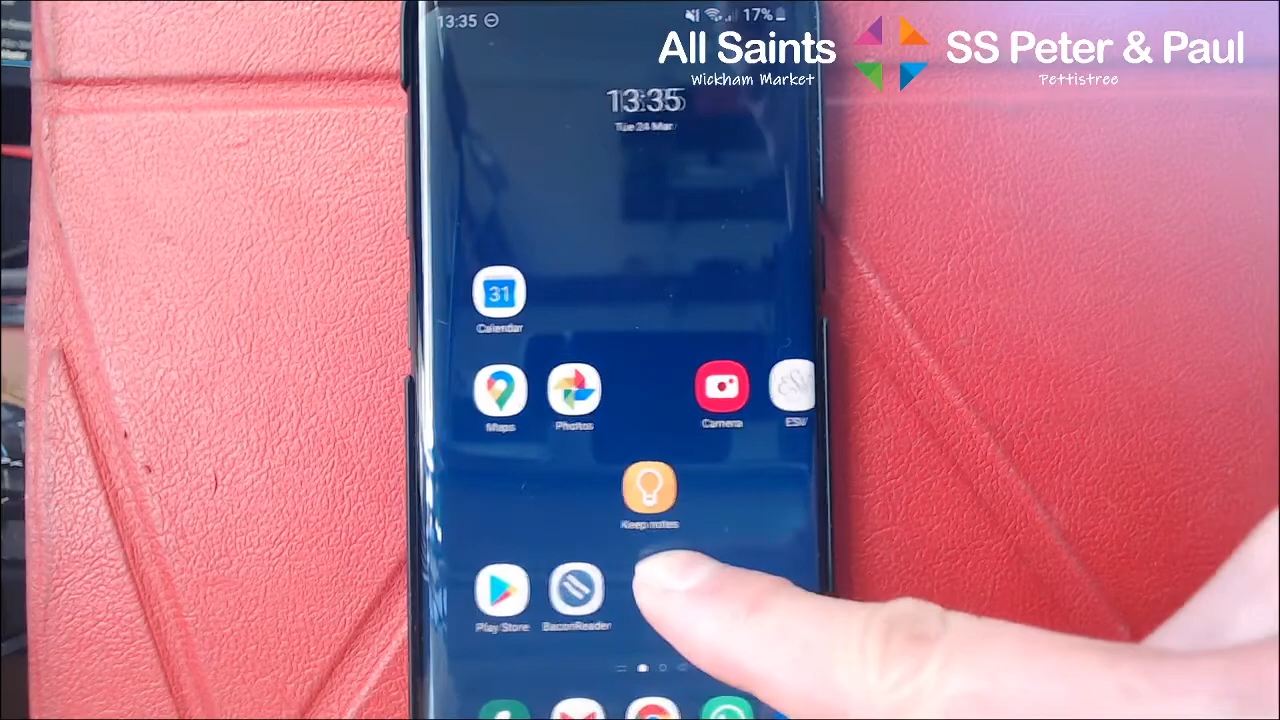 13:35
17%
All Saints
Wickham Market
SS Peter & Paul
Pettistree
13:35
Tue 24 Mar
31
Calendar
Maps
Photos
Camera
ESV
ESV
Keep notes
Play Store
BaconReader